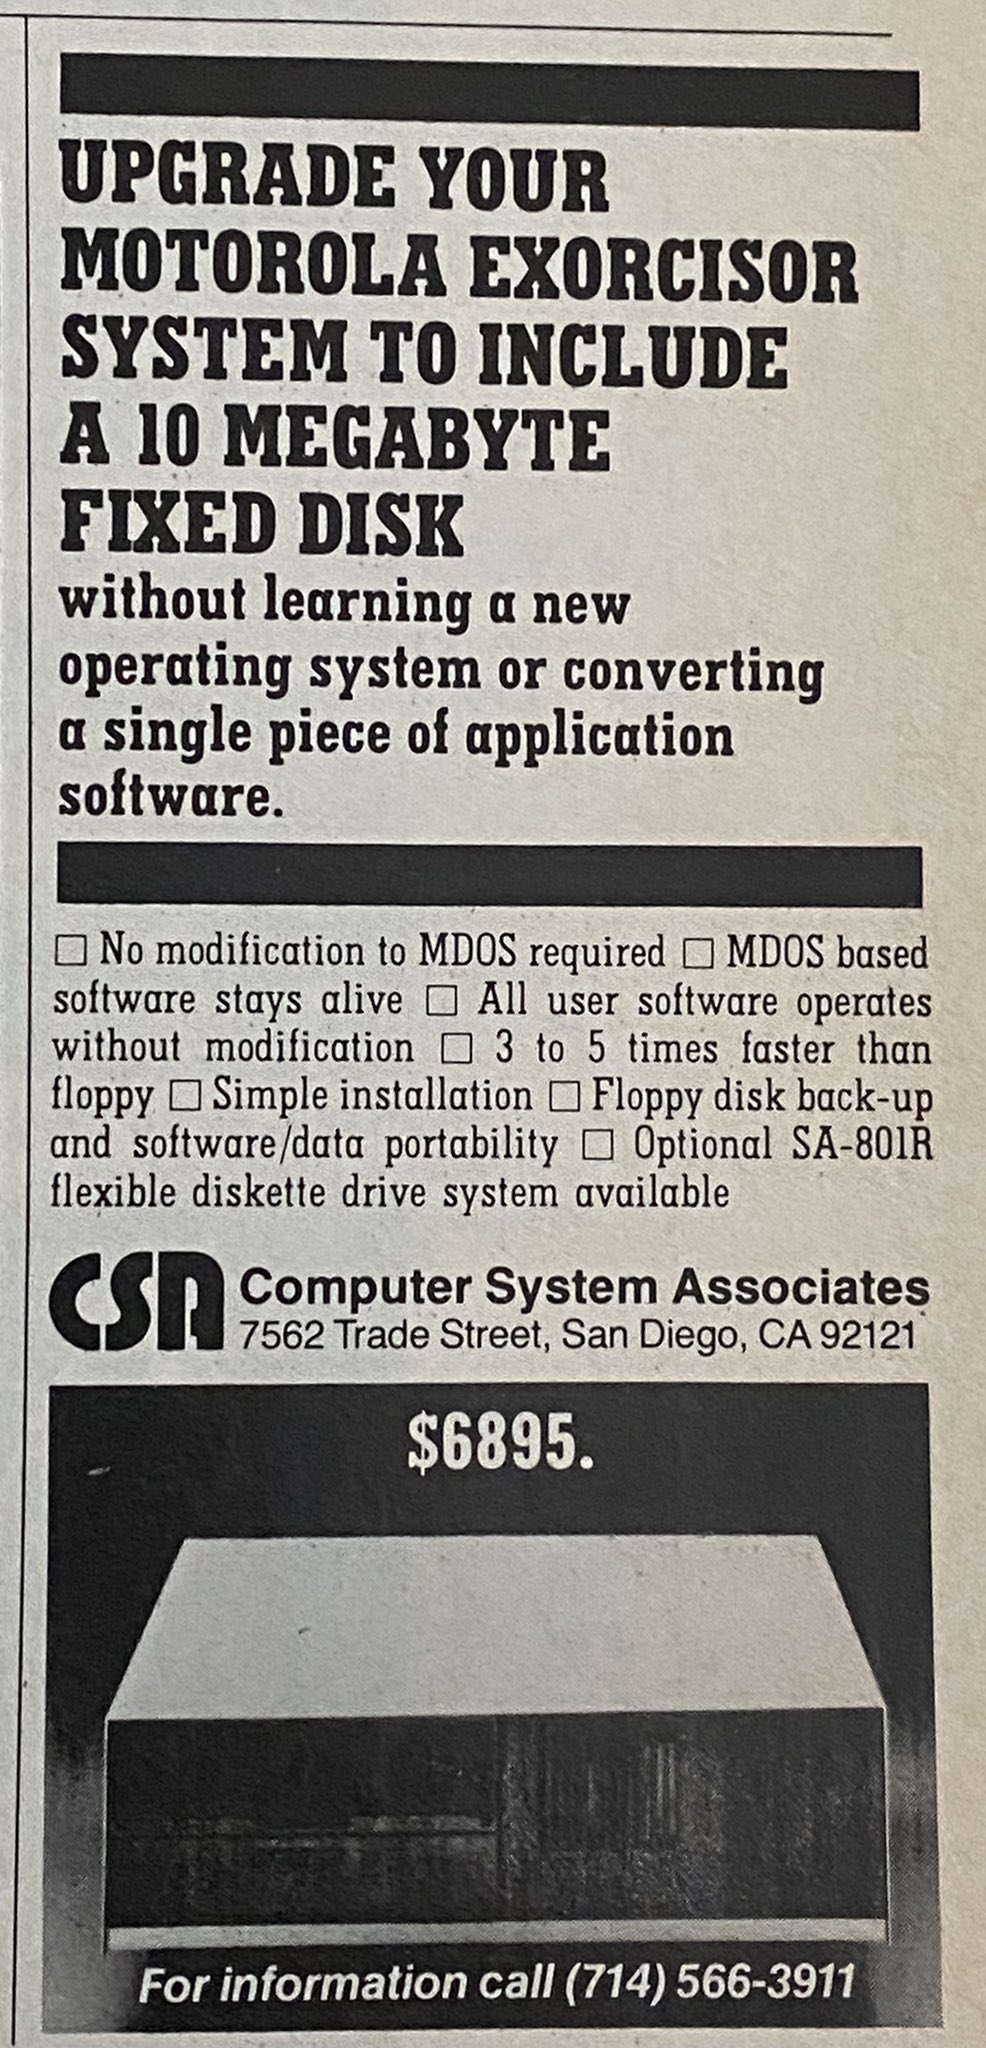 UPGRADE YOUR
MOTOROLA EXORCISOR
SYSTEM TO INCLUDE
A 10 MEGABYTE
FIXED DISK
without learning a new
operating system or converting
a single piece of application
software.
□ No modification to MDOS required □ MDOS based
software stays alive □ All user software operates
without modification □ 3 to 5 times faster than
floppy □ Simple installation □ Floppy disk back-up
and software/data portability □ Optional SA-801R
flexible diskette drive system available
CSA Computer System Associates
7562 Trade Street, San Diego, CA 92121
$6895.
For information call (714) 566-3911